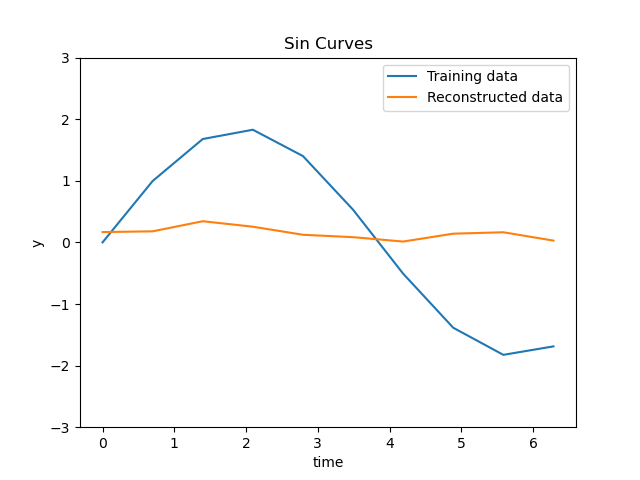 Sin Curves
Training data
Reconstructed data
3
2
1
0
−1
−2
−3
y
0 1 2 3 4 5 6
time